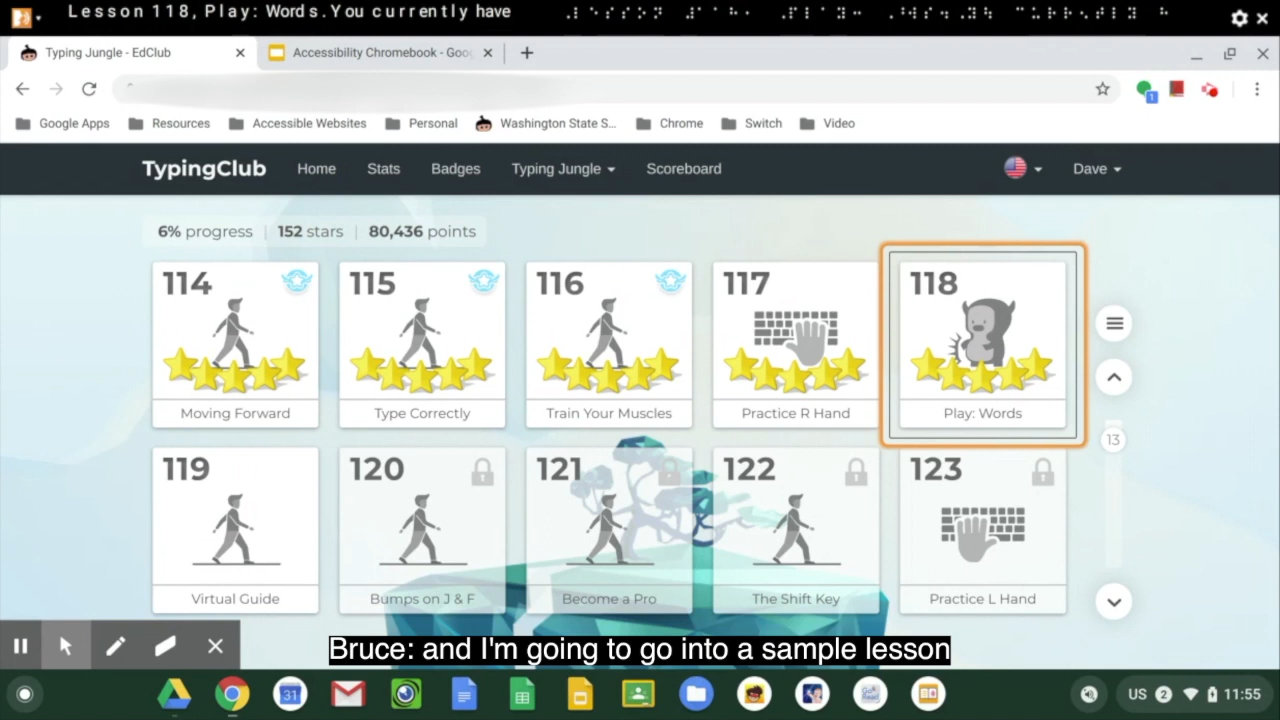 Lesson 118, Play: Words. You currently have
Typing Jungle - EdClub
Accessibility Chromebook - Goo
Google Apps
Resources
Accessible Websites
Personal
Washington State S...
Chrome
Switch
Video
TypingClub
Home
Stats
Badges
Typing Jungle
Scoreboard
Dave
6% progress | 152 stars | 80,436 points
114
115
116
117
118
Moving Forward
Type Correctly
Train Your Muscles
Practice R Hand
Play: Words
13
119
120
121
122
123
Virtual Guide
Bumps on J & F
Become a Pro
The Shift Key
Practice L Hand
Bruce: and I'm going to go into a sample lesson
31
US
2
11:55
1